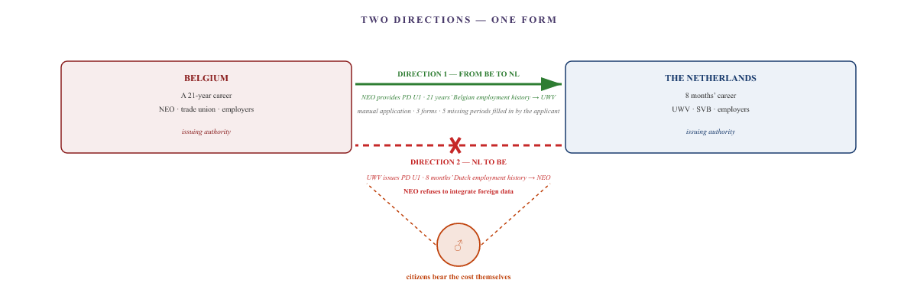 TWO DIRECTIONS — ONE FORM
BELGIUM
A 21-year career
NEO · trade union · employers
issuing authority
DIRECTION 1 — FROM BE TO NL
NEO provides PD U1 · 21 years' Belgian employment history → UWV
manual application · 3 forms · 5 missing periods filled in by the applicant
THE NETHERLANDS
8 months' career
UWV · SVB · employers
issuing authority
DIRECTION 2 — NL TO BE
UWV issues PD U1 · 8 months' Dutch employment history → NEO
NEO refuses to integrate foreign data
citizens bear the cost themselves